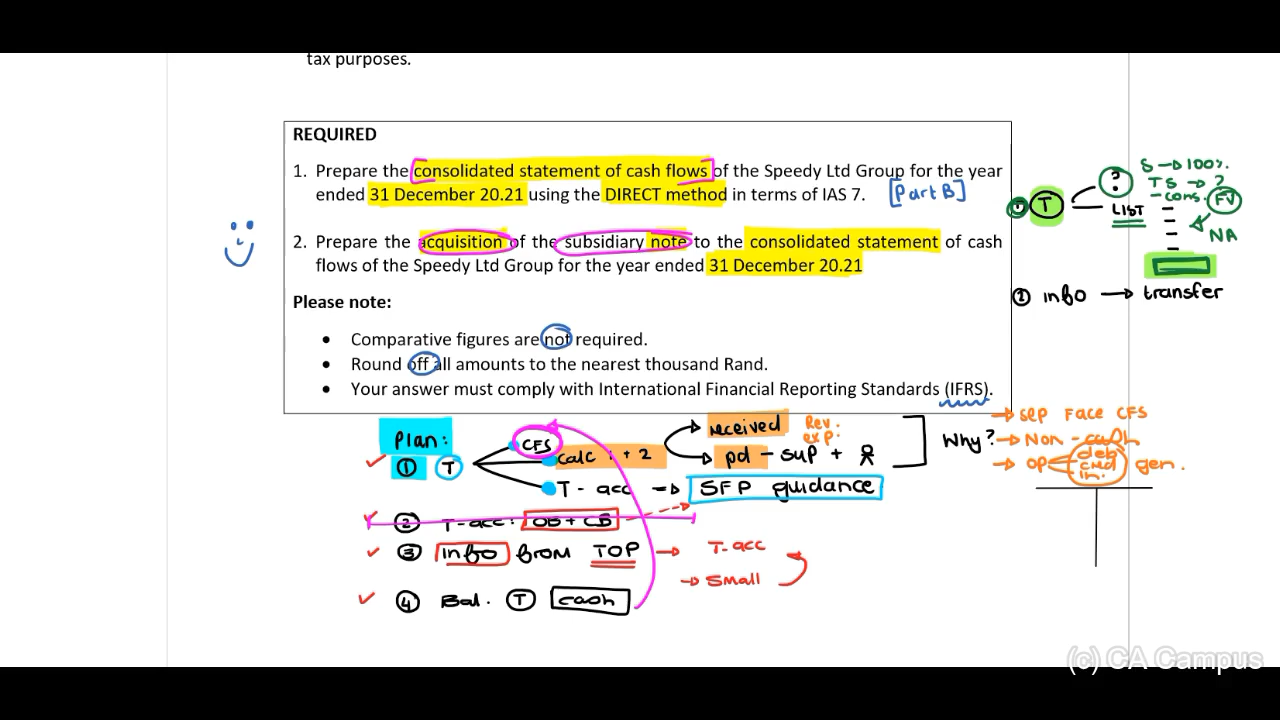 tax purposes.
REQUIRED
1. Prepare the consolidated statement of cash flows of the Speedy Ltd Group for the year
ended 31 December 20.21 using the DIRECT method in terms of IAS 7. [Part B]
2. Prepare the acquisition of the subsidiary note to the consolidated statement of cash
flows of the Speedy Ltd Group for the year ended 31 December 20.21
Please note:
• Comparative figures are not required.
• Round off all amounts to the nearest thousand Rand.
• Your answer must comply with International Financial Reporting Standards (IFRS).
① T ? LIST
S → 100%.
TS → ?
- cons. FV
NA
② info → transfer
Plan:
① T
CFS
calc 1 + 2
received Rev. exp.
pd - sup +
T-acc → SFP guidance
Why?
→ Sep Face CFS
→ Non-cash
→ OP deb cred in. gen.
② T-acc: OB + CB
③ info from TOP → T-acc
→ small
④ Bal. T cash
(c) CA Campus